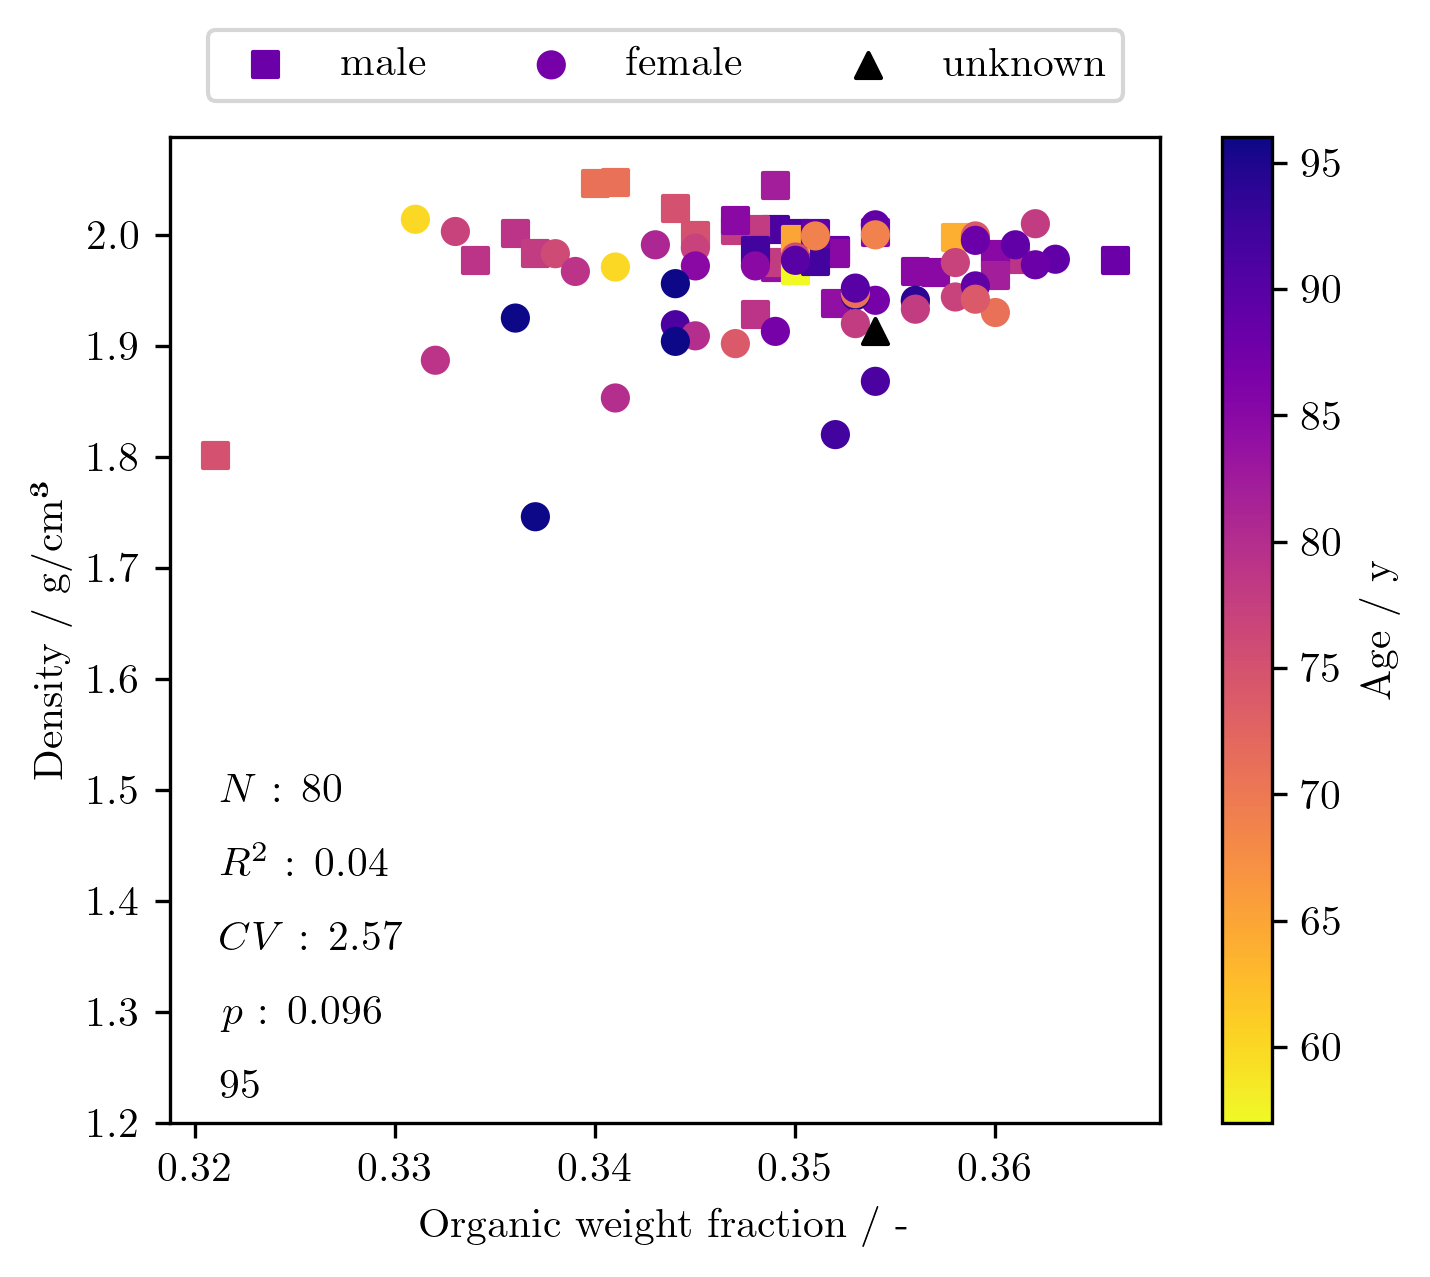 male female unknown
2.0
1.9
1.8
1.7
1.6
1.5
1.4
1.3
1.2
Density / g/cm³
N : 80
R² : 0.04
CV : 2.57
p : 0.096
95
0.32 0.33 0.34 0.35 0.36
Organic weight fraction / -
95
90
85
80
75
70
65
60
Age / y